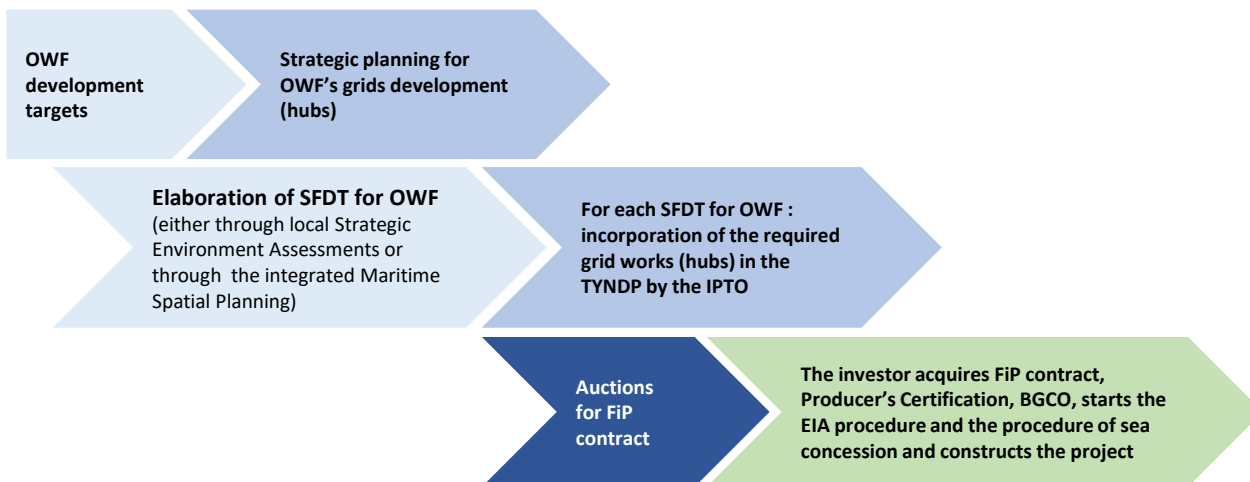 OWF
development
targets
Strategic planning for
OWF's grids development
(hubs)
Elaboration of SFDT for OWF
(either through local Strategic
Environment Assessments or
through the integrated Maritime
Spatial Planning)
For each SFDT for OWF :
incorporation of the required
grid works (hubs) in the
TYNDP by the IPTO
Auctions
for FiP
contract
The investor acquires FiP contract,
Producer's Certification, BGCO, starts the
EIA procedure and the procedure of sea
concession and constructs the project